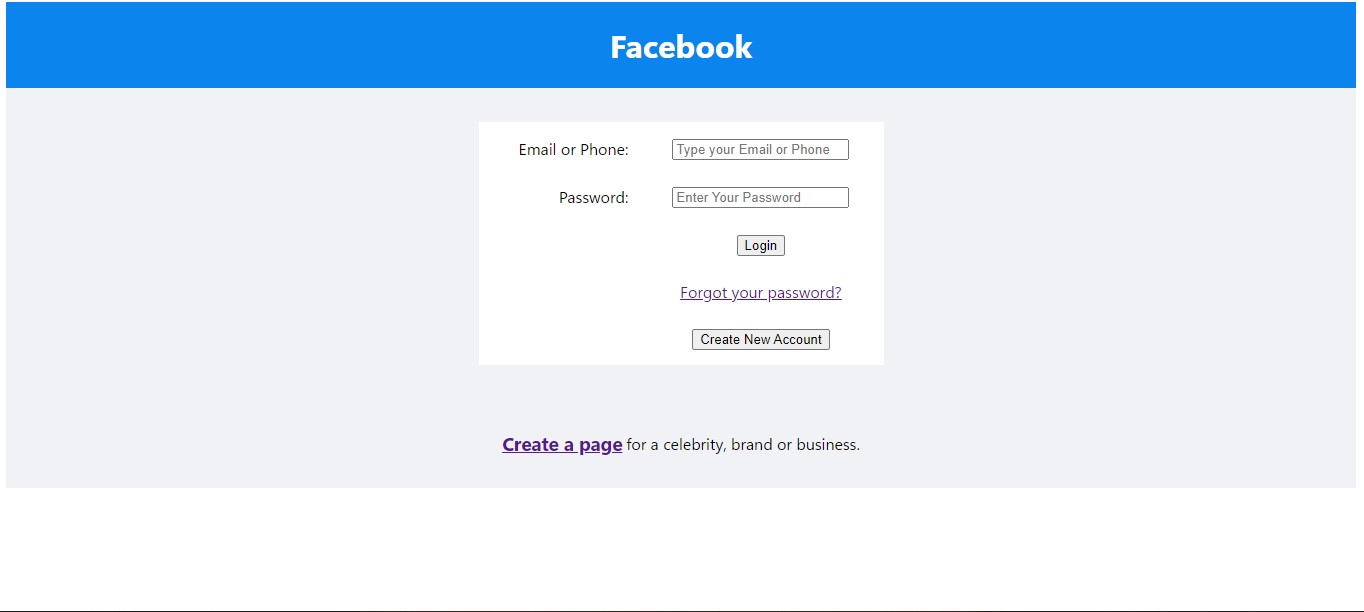 Facebook
Email or Phone: Type your Email or Phone
Password: Enter Your Password
Login
Forgot your password?
Create New Account
Create a page for a celebrity, brand or business.